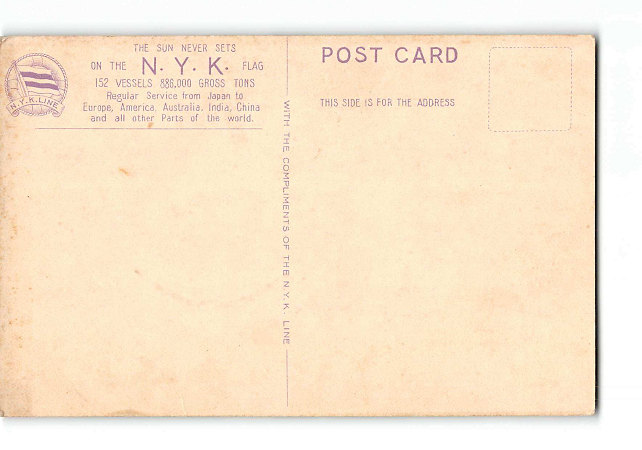 THE SUN NEVER SETS
ON THE N.Y.K. FLAG
152 VESSELS 886,000 GROSS TONS
Regular Service from Japan to
Europe, America, Australia, India, China
and all other Parts of the world.
N.Y.K. LINE
WITH THE COMPLIMENTS OF THE N.Y.K. LINE
POST CARD
THIS SIDE IS FOR THE ADDRESS